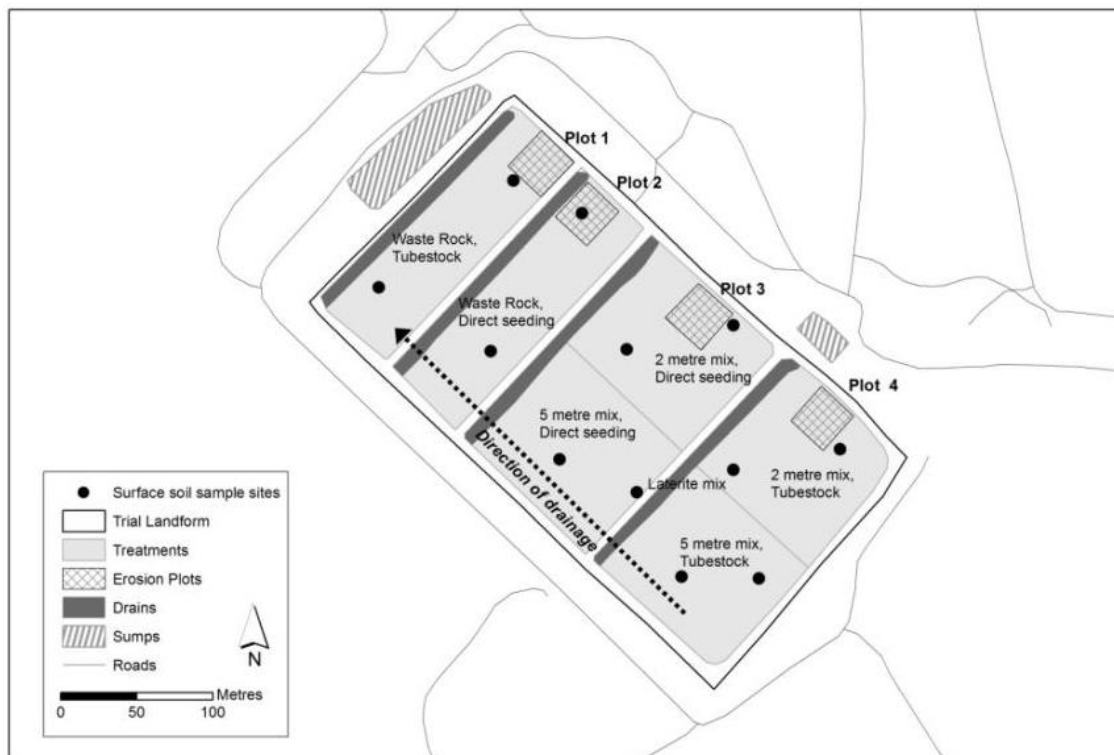 Plot 1
Plot 2
Waste Rock,
Tubestock
Waste Rock,
Direct seeding
Plot 3
2 metre mix,
Direct seeding
Plot 4
5 metre mix,
Direct seeding
Laterite mix
2 metre mix,
Tubestock
5 metre mix,
Tubestock
Direction of drainage
Surface soil sample sites
Trial Landform
Treatments
Erosion Plots
Drains
Sumps
Roads
N
Metres
0 50 100